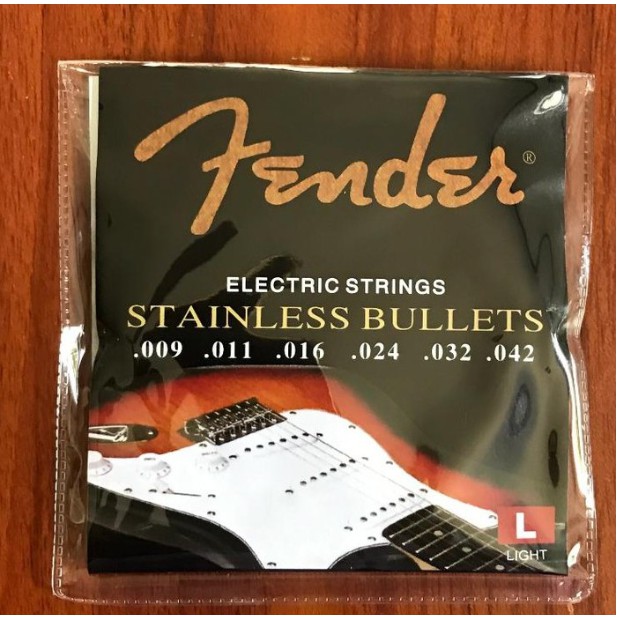 Fender®
ELECTRIC STRINGS
STAINLESS BULLETS
.009 .011 .016 .024 .032 .042
L
LIGHT